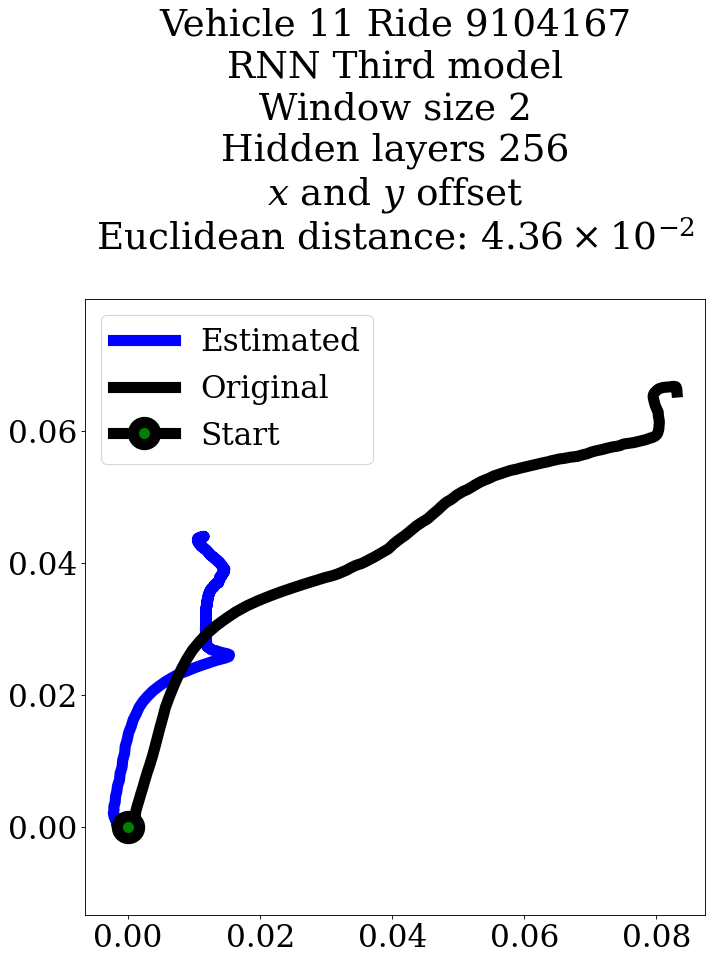 Vehicle 11 Ride 9104167
RNN Third model
Window size 2
Hidden layers 256
x and y offset
Euclidean distance: 4.36 × 10⁻²
Estimated
Original
Start
0.06
0.04
0.02
0.00
0.00 0.02 0.04 0.06 0.08